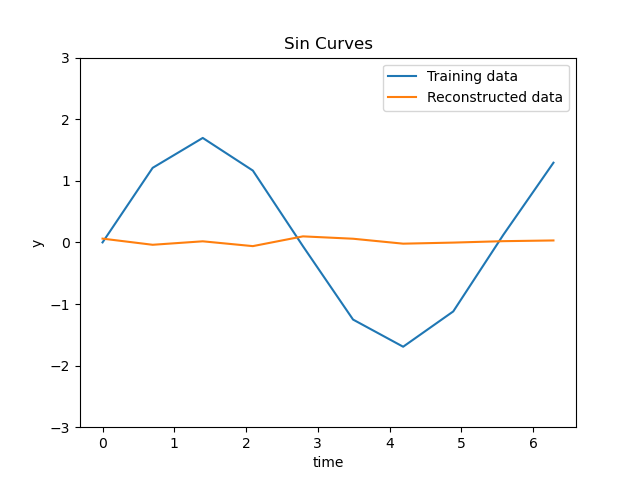 Sin Curves
Training data
Reconstructed data
3
2
1
0
−1
−2
−3
y
0 1 2 3 4 5 6
time